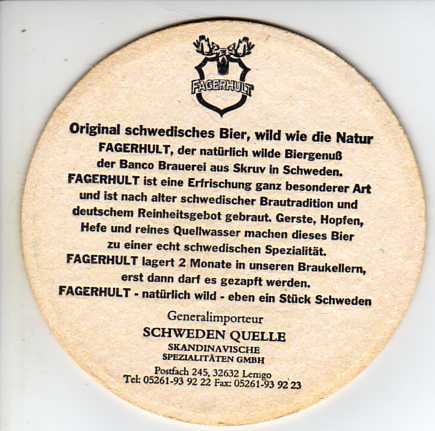 FAGERHULT
Original schwedisches Bier, wild wie die Natur
FAGERHULT, der natürlich wilde Biergenuß
der Banco Brauerei aus Skruv in Schweden.
FAGERHULT ist eine Erfrischung ganz besonderer Art
und ist nach alter schwedischer Brautradition und
deutschem Reinheitsgebot gebraut. Gerste, Hopfen,
Hefe und reines Quellwasser machen dieses Bier
zu einer echt schwedischen Spezialität.
FAGERHULT lagert 2 Monate in unseren Braukellern,
erst dann darf es gezapft werden.
FAGERHULT - natürlich wild - eben ein Stück Schweden
Generalimporteur
SCHWEDEN QUELLE
SKANDINAVISCHE
SPEZIALITÄTEN GMBH
Postfach 245, 32632 Lemgo
Tel: 05261-93 92 22 Fax: 05261-93 92 23